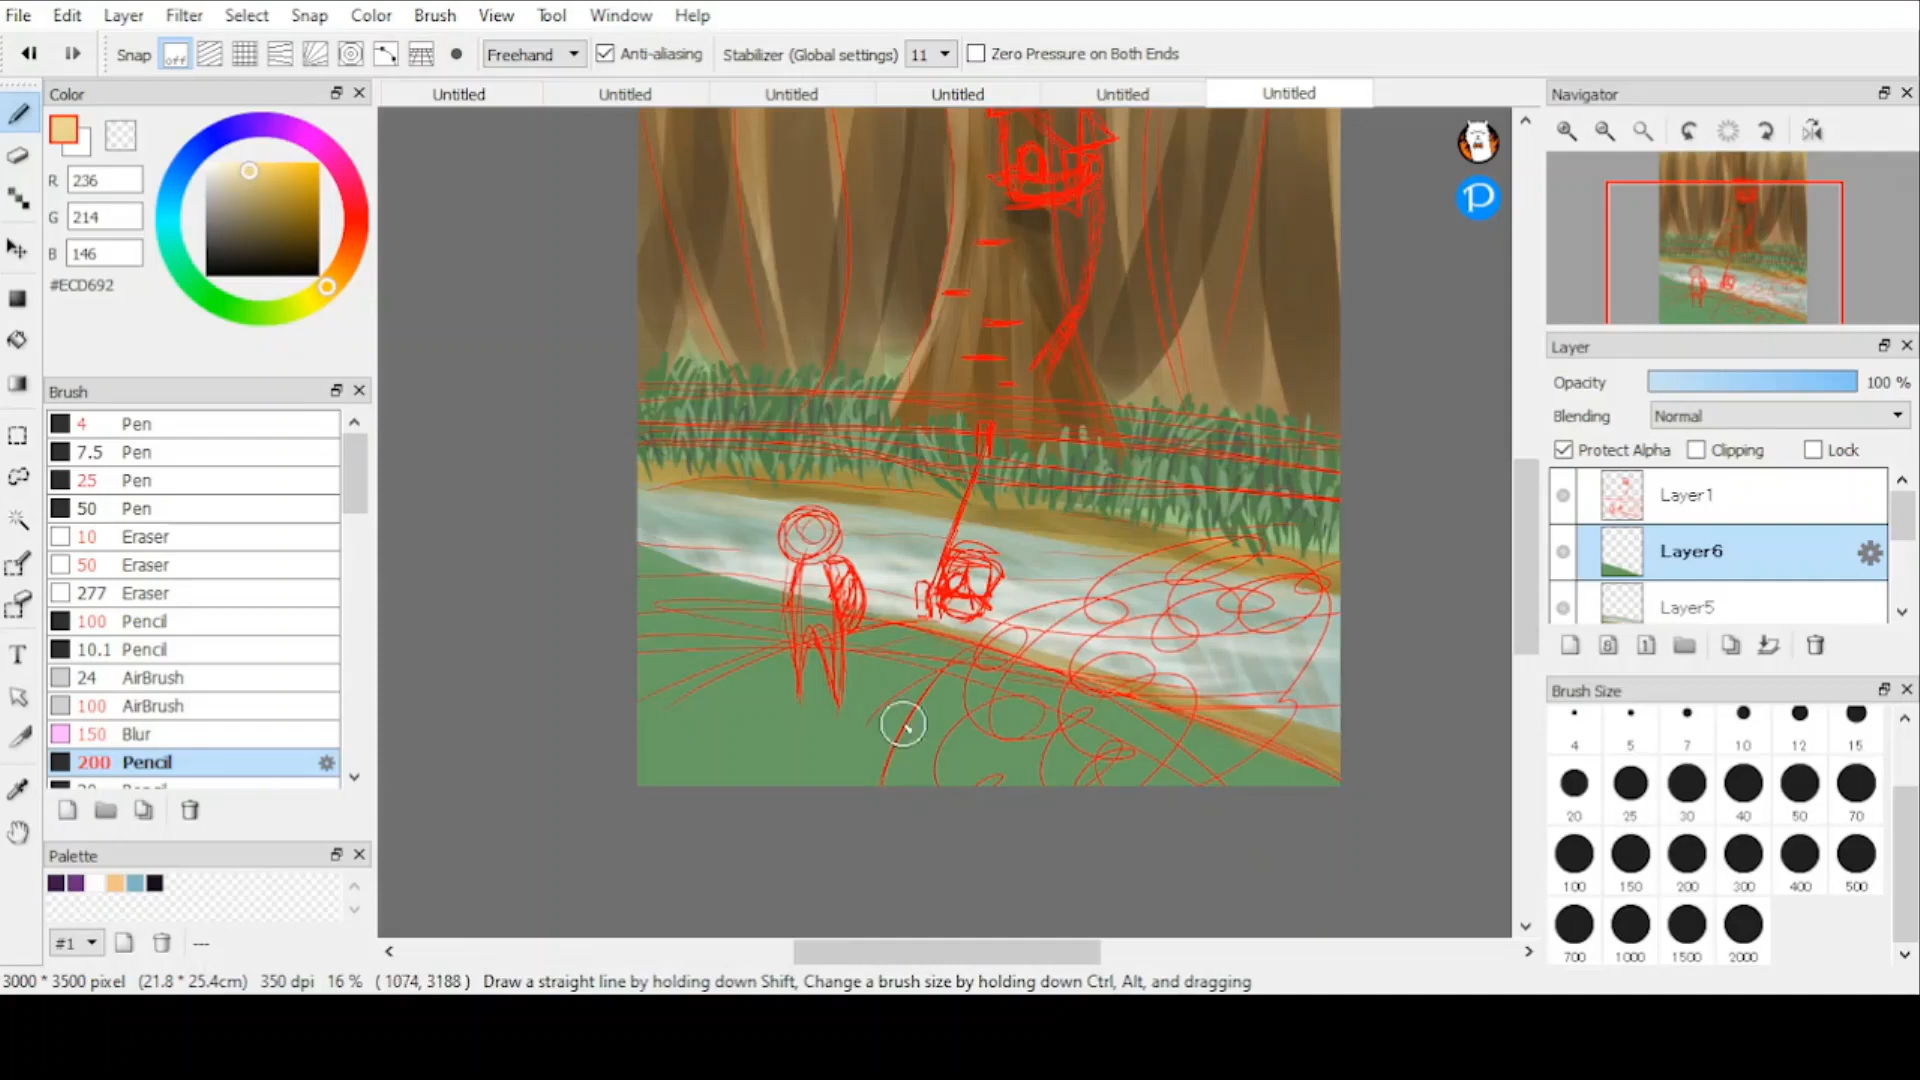 File Edit Layer Filter Select Snap Color Brush View Tool Window Help
Snap off Freehand Anti-aliasing Stabilizer (Global settings) 11 Zero Pressure on Both Ends
Color
R 236
G 214
B 146
#ECD692
Brush
4 Pen
7.5 Pen
25 Pen
50 Pen
10 Eraser
50 Eraser
277 Eraser
100 Pencil
10.1 Pencil
24 AirBrush
100 AirBrush
150 Blur
200 Pencil
Palette
#1 ---
Untitled Untitled Untitled Untitled Untitled Untitled
P
Navigator
Layer
Opacity 100 %
Blending Normal
Protect Alpha Clipping Lock
Layer1
Layer6
Layer5
8 1
T
Brush Size
4 5 7 10 12 15
20 25 30 40 50 70
100 150 200 300 400 500
700 1000 1500 2000
3000 * 3500 pixel (21.8 * 25.4cm) 350 dpi 16 % ( 1074, 3188 ) Draw a straight line by holding down Shift, Change a brush size by holding down Ctrl, Alt, and dragging